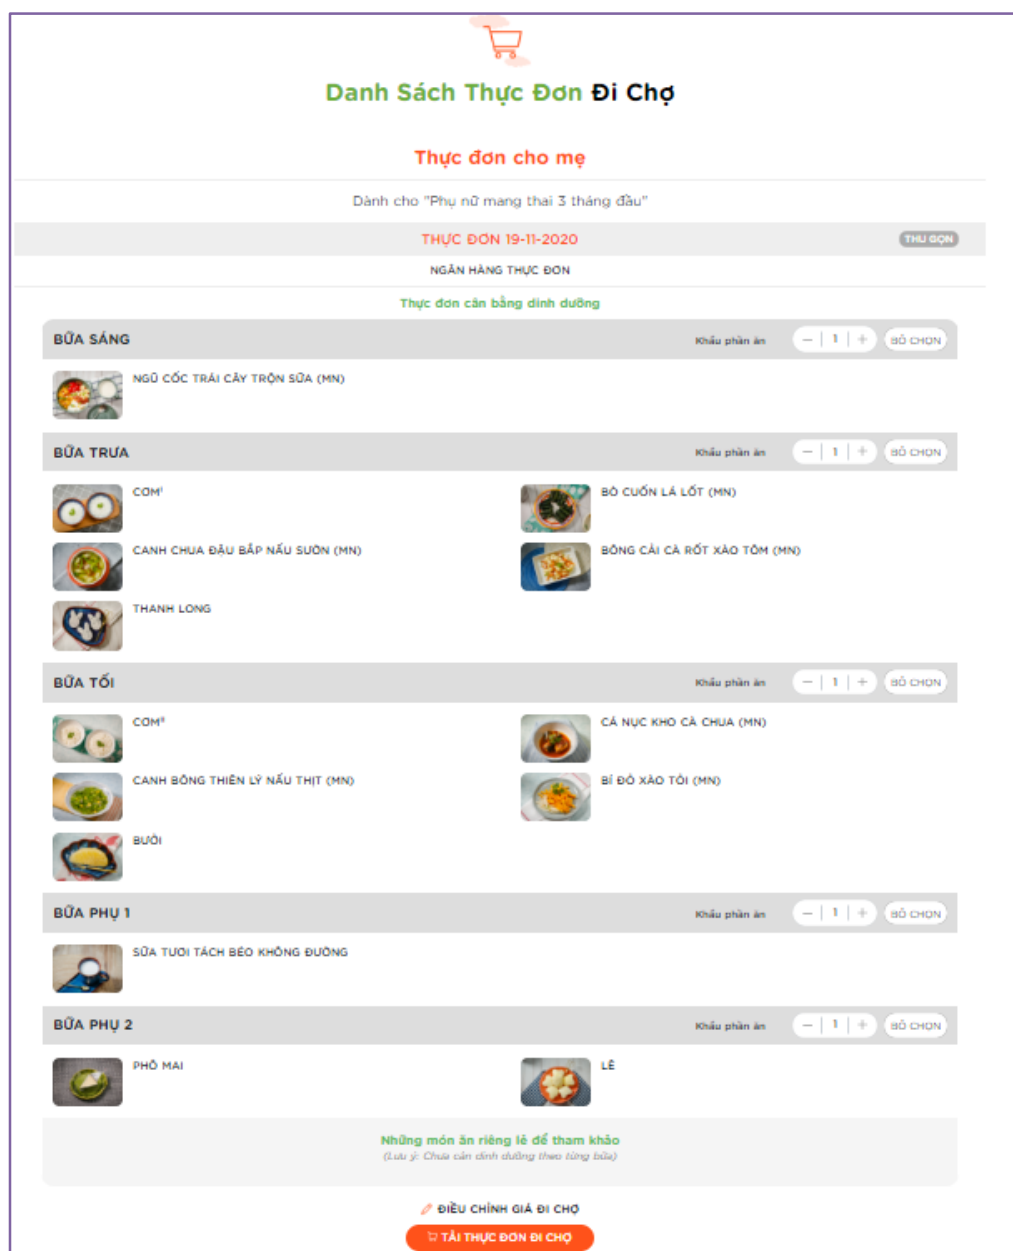 Danh Sách Thực Đơn Đi Chợ
Thực đơn cho mẹ
Dành cho "Phụ nữ mang thai 3 tháng đầu"
THỰC ĐƠN 19-11-2020 THU GỌN
NGÂN HÀNG THỰC ĐƠN
Thực đơn cân bằng dinh dưỡng
BỮA SÁNG Khẩu phần ăn − 1 + BỎ CHỌN
NGŨ CỐC TRÁI CÂY TRỘN SỮA (MN)
BỮA TRƯA Khẩu phần ăn − 1 + BỎ CHỌN
CƠM¹ BÒ CUỐN LÁ LỐT (MN)
CANH CHUA ĐẬU BẮP NẤU SƯỜN (MN) BÔNG CẢI CÀ RỐT XÀO TÔM (MN)
THANH LONG
BỮA TỐI Khẩu phần ăn − 1 + BỎ CHỌN
CƠM CÁ NỤC KHO CÀ CHUA (MN)
CANH BÔNG THIÊN LÝ NẤU THỊT (MN) BÍ ĐỎ XÀO TỎI (MN)
BƯỞI
BỮA PHỤ 1 Khẩu phần ăn − 1 + BỎ CHỌN
SỮA TƯƠI TÁCH BÉO KHÔNG ĐƯỜNG
BỮA PHỤ 2 Khẩu phần ăn − 1 + BỎ CHỌN
PHÔ MAI LÊ
Những món ăn riêng lẻ để tham khảo
(Lưu ý: Chưa cân dinh dưỡng theo từng bữa)
ĐIỀU CHỈNH GIÁ ĐI CHỢ
TẢI THỰC ĐƠN ĐI CHỢ